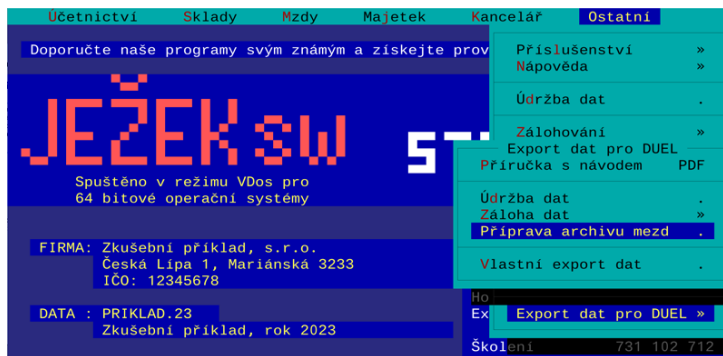 Účetnictví Sklady Mzdy Majetek Kancelář Ostatní
Doporučte naše programy svým známým a získejte prov
Příslušenství »
Nápověda »
Údržba dat .
Zálohování »
JEŽEK SW
Spuštěno v režimu VDos pro
64 bitové operační systémy
Export dat pro DUEL
Příručka s návodem PDF
Údržba dat .
Záloha dat »
Příprava archivu mezd .
Vlastní export dat .
FIRMA: Zkušební příklad, s.r.o.
Česká Lípa 1, Mariánská 3233
IČO: 12345678
Ho
DATA : PRIKLAD.23
Ex
Export dat pro DUEL »
Zkušební příklad, rok 2023
Školení 731 102 712